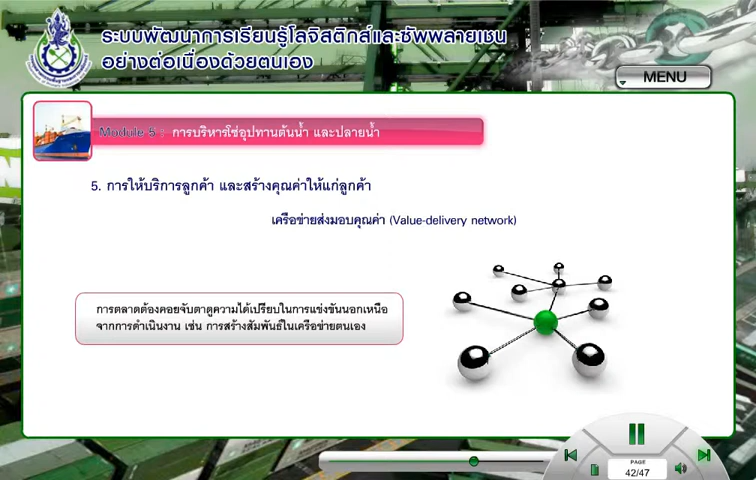 ระบบพัฒนาการเรียนรู้โลจิสติกส์และซัพพลายเชน
อย่างต่อเนื่องด้วยตนเอง
MENU
Module 5 : การบริหารโซ่อุปทานต้นน้ำ และปลายน้ำ
5. การให้บริการลูกค้า และสร้างคุณค่าให้แก่ลูกค้า
เครือข่ายส่งมอบคุณค่า (Value-delivery network)
การตลาดต้องคอยจับตาดูความได้เปรียบในการแข่งขันนอกเหนือ
จากการดำเนินงาน เช่น การสร้างสัมพันธ์ในเครือข่ายตนเอง
PAGE
42/47